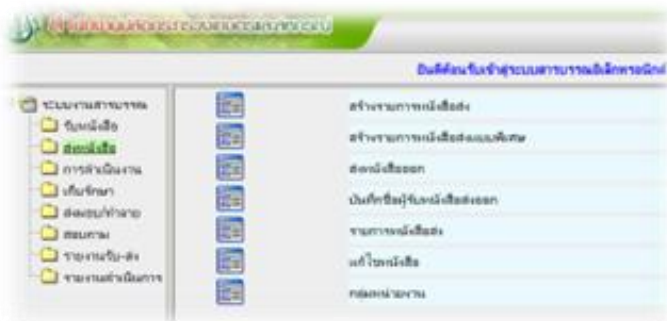 ยินดีต้อนรับเข้าสู่ระบบสารบรรณอิเล็กทรอนิกส์
ระบบงานสารบรรณ
รับหนังสือ
ส่งหนังสือ
การดำเนินงาน
เก็บรักษา
ส่งมอบ/ทำลาย
สอบถาม
รายงานรับ-ส่ง
รายงานดำเนินการ
สร้างรายการหนังสือส่ง
สร้างรายการหนังสือส่งแบบพิเศษ
ส่งหนังสือออก
บันทึกชื่อผู้รับหนังสือส่งออก
รายการหนังสือส่ง
แก้ไขหนังสือ
กลุ่มหน่วยงาน